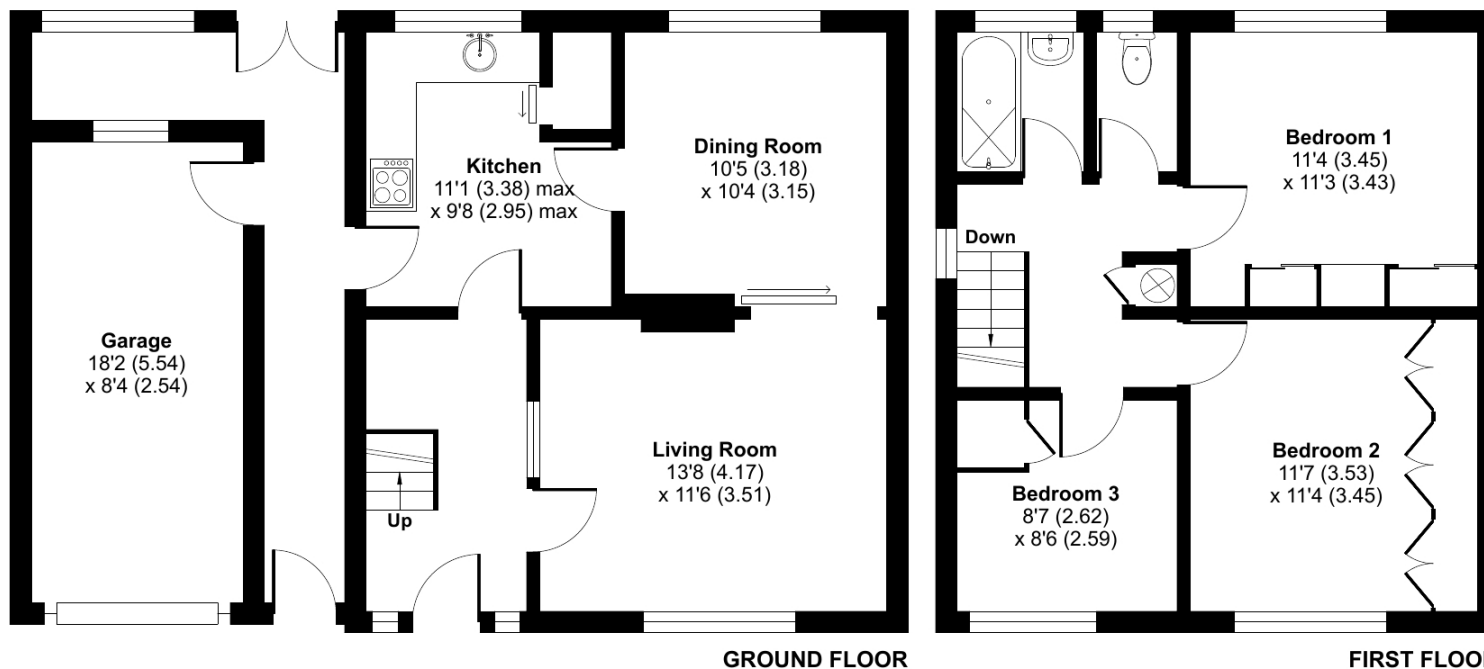 Garage
18'2 (5.54)
x 8'4 (2.54)
Kitchen
11'1 (3.38) max
x 9'8 (2.95) max
Dining Room
10'5 (3.18)
x 10'4 (3.15)
Living Room
13'8 (4.17)
x 11'6 (3.51)
Up
GROUND FLOOR
Down
Bedroom 1
11'4 (3.45)
x 11'3 (3.43)
Bedroom 2
11'7 (3.53)
x 11'4 (3.45)
Bedroom 3
8'7 (2.62)
x 8'6 (2.59)
FIRST FLOO